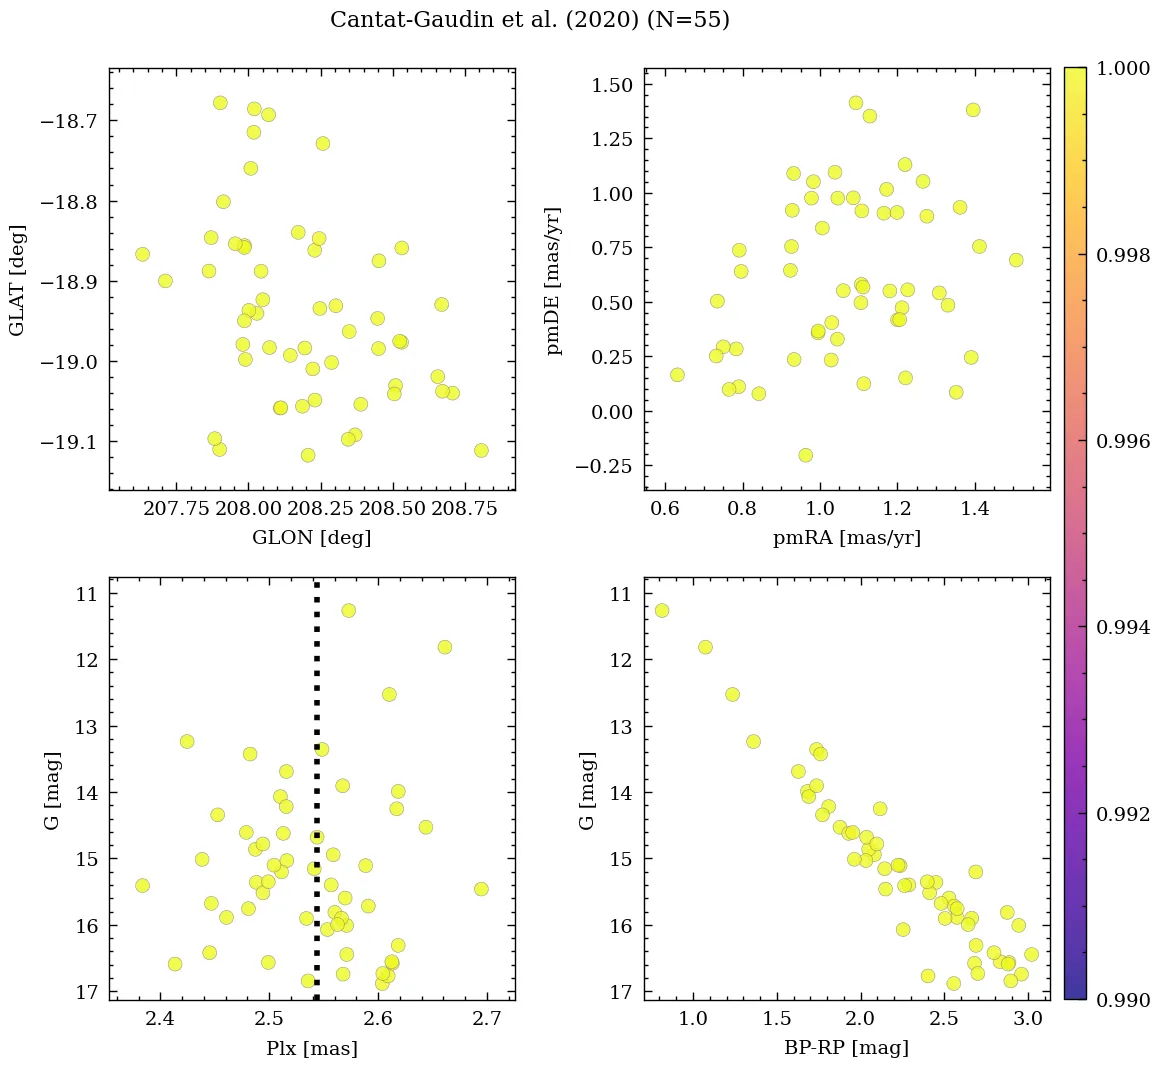 Cantat-Gaudin et al. (2020) (N=55)
−18.7
−18.8
−18.9
−19.0
−19.1
GLAT [deg]
207.75 208.00 208.25 208.50 208.75
GLON [deg]
1.50
1.25
1.00
0.75
0.50
0.25
0.00
−0.25
pmDE [mas/yr]
0.6 0.8 1.0 1.2 1.4
pmRA [mas/yr]
11
12
13
14
15
16
17
G [mag]
2.4 2.5 2.6 2.7
Plx [mas]
11
12
13
14
15
16
17
G [mag]
1.0 1.5 2.0 2.5 3.0
BP-RP [mag]
1.000
0.998
0.996
0.994
0.992
0.990